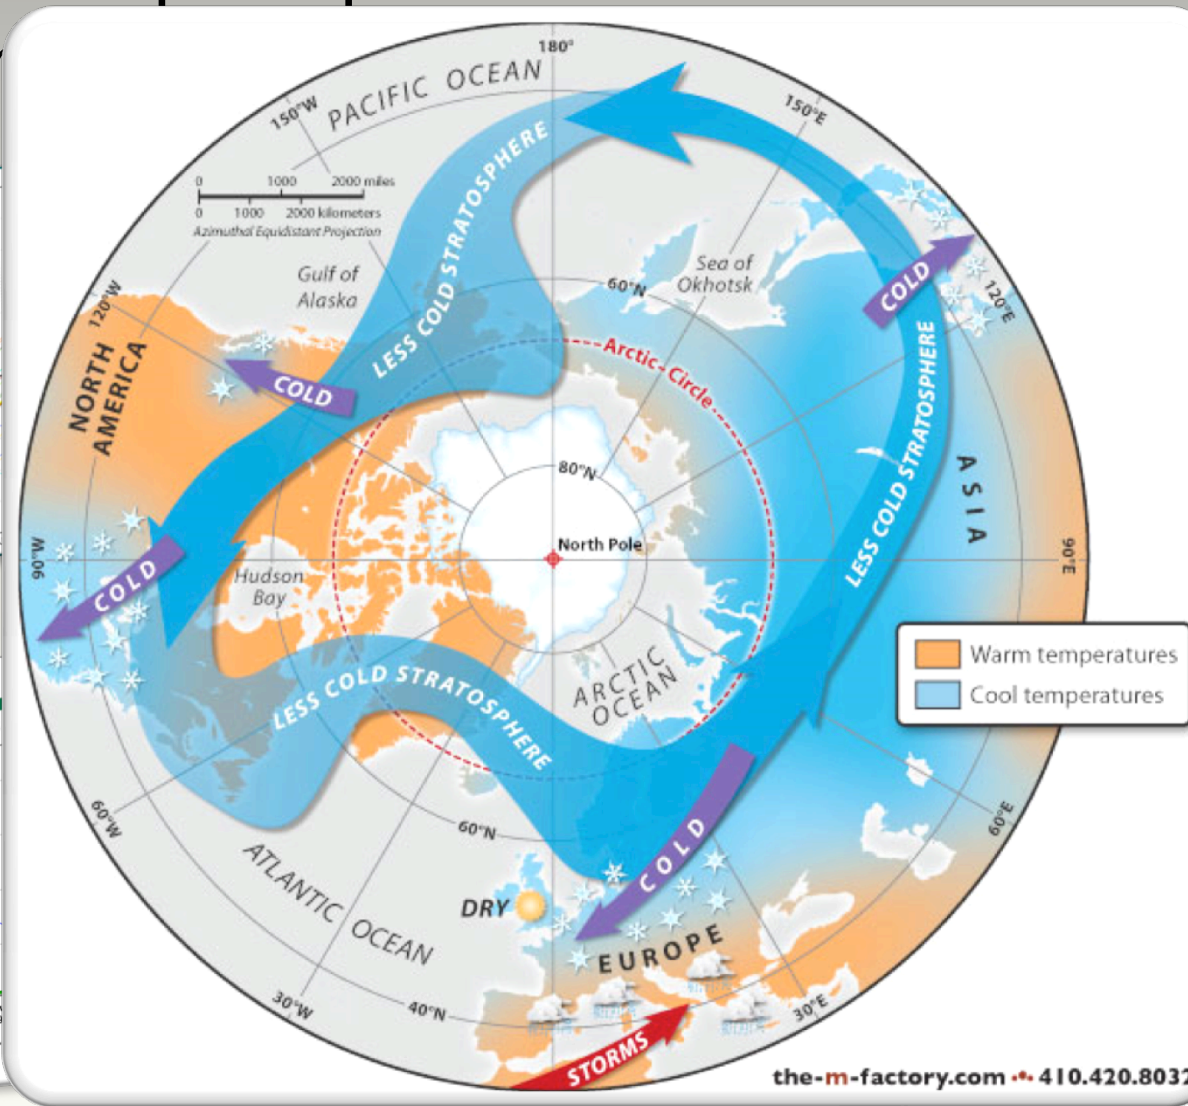 180°
150°W
PACIFIC OCEAN
150°E
0 1000 2000 miles
0 1000 2000 kilometers
Azimuthal Equidistant Projection
LESS COLD STRATOSPHERE
Gulf of
Alaska
Sea of
Okhotsk
60°N
COLD
120°E
120°W
NORTH
AMERICA
COLD
Arctic Circle
LESS COLD STRATOSPHERE
ASIA
80°N
North Pole
90°W
COLD
Hudson
Bay
90°E
Warm temperatures
Cool temperatures
LESS COLD STRATOSPHERE
ARCTIC
OCEAN
60°W
60°N
60°E
COLD
ATLANTIC OCEAN
DRY
EUROPE
30°W
40°N
30°E
STORMS
the-m-factory.com 410.420.8032